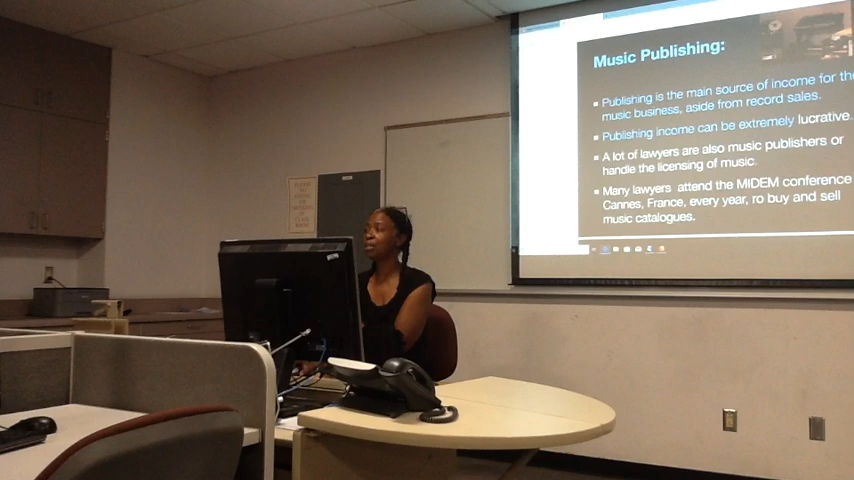 Music Publishing:
Publishing is the main source of income for the
music business, aside from record sales.
Publishing income can be extremely lucrative.
A lot of lawyers are also music publishers or
handle the licensing of music.
Many lawyers attend the MIDEM conference
Cannes, France, every year, ro buy and sell
music catalogues.